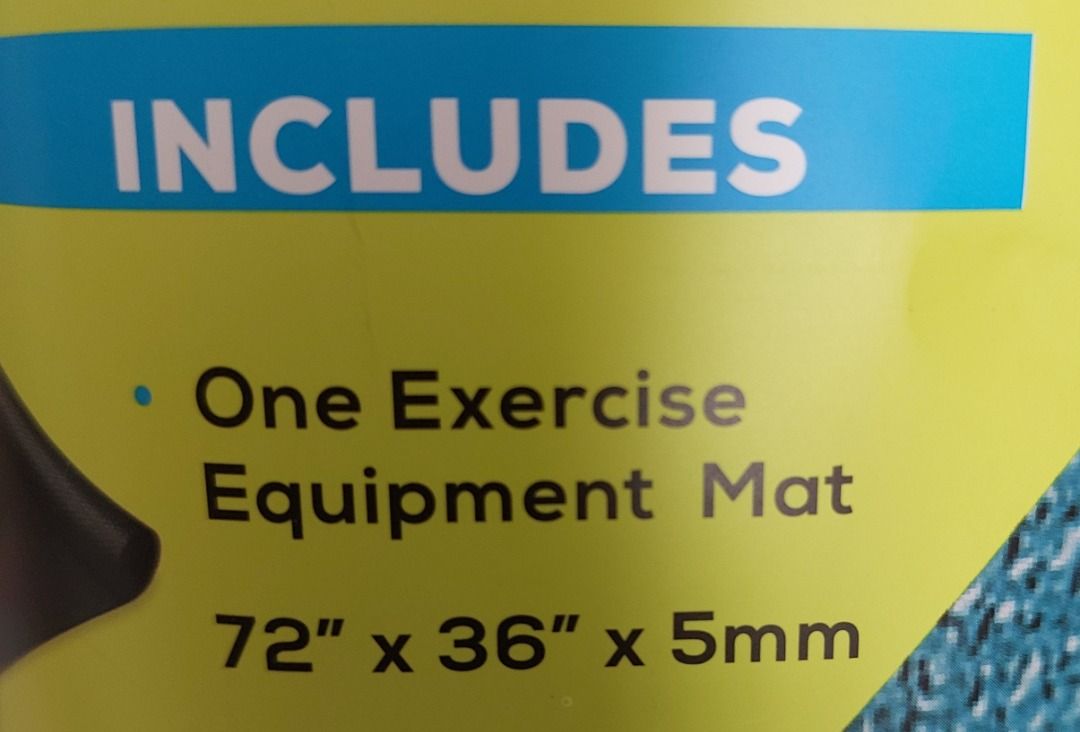 INCLUDES
• One Exercise
Equipment Mat
72" x 36" x 5mm